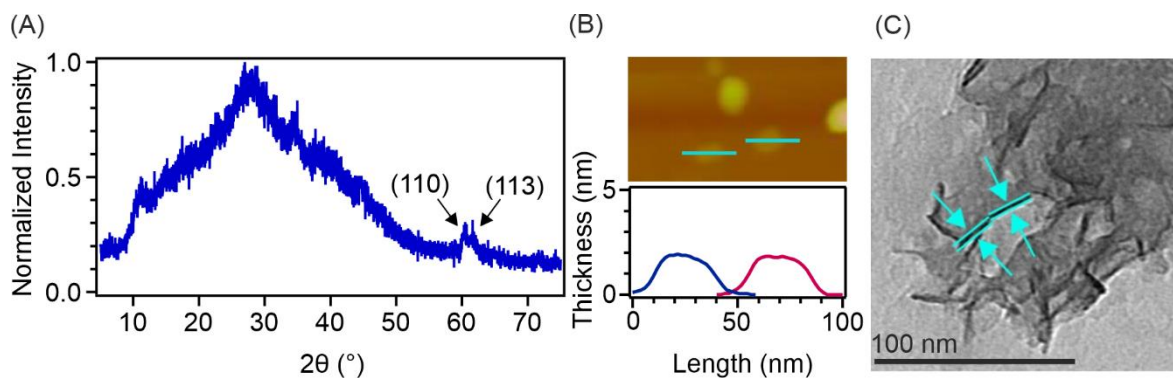 (A)
Normalized Intensity
1.0
0.5
0.0
(110)
(113)
10 20 30 40 50 60 70
2θ (°)
(B)
Thickness (nm)
5
0
0 50 100
Length (nm)
(C)
100 nm